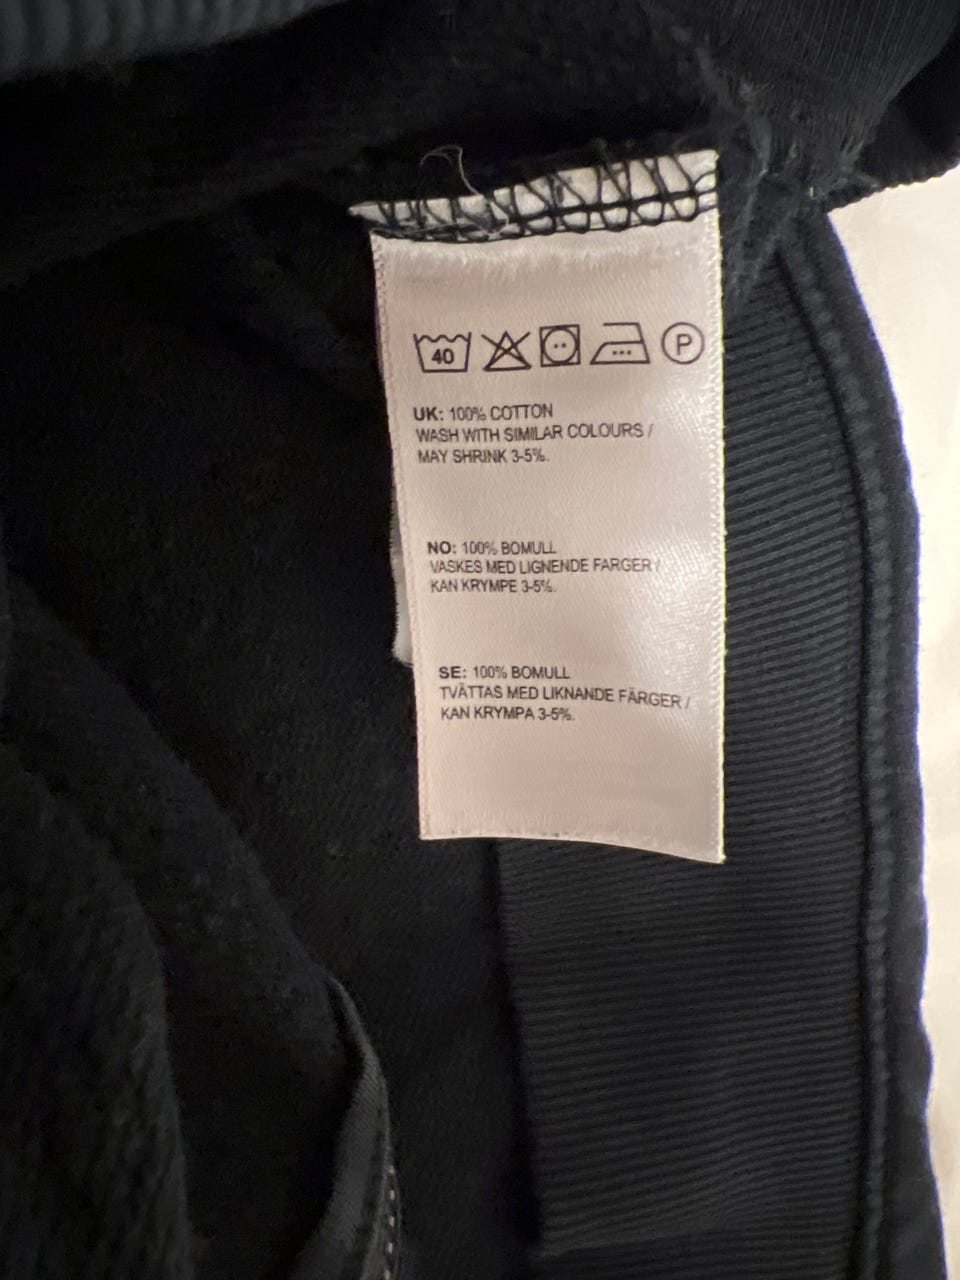 40 P
UK: 100% COTTON
WASH WITH SIMILAR COLOURS /
MAY SHRINK 3-5%.
NO: 100% BOMULL
VASKES MED LIGNENDE FARGER /
KAN KRYMPE 3-5%.
SE: 100% BOMULL
TVÄTTAS MED LIKNANDE FÄRGER /
KAN KRYMPA 3-5%.